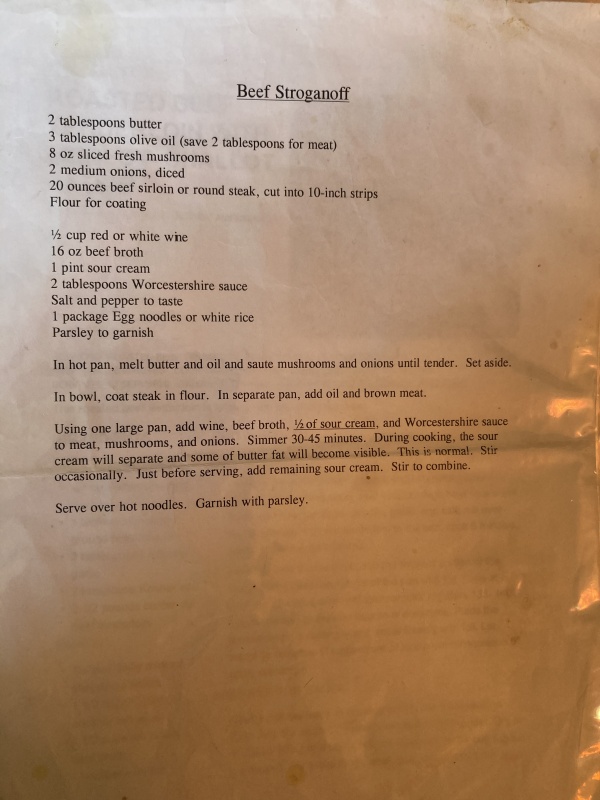 Beef Stroganoff
2 tablespoons butter
3 tablespoons olive oil (save 2 tablespoons for meat)
8 oz sliced fresh mushrooms
2 medium onions, diced
20 ounces beef sirloin or round steak, cut into 10-inch strips
Flour for coating
½ cup red or white wine
16 oz beef broth
1 pint sour cream
2 tablespoons Worcestershire sauce
Salt and pepper to taste
1 package Egg noodles or white rice
Parsley to garnish
In hot pan, melt butter and oil and saute mushrooms and onions until tender. Set aside.
In bowl, coat steak in flour. In separate pan, add oil and brown meat.
Using one large pan, add wine, beef broth, ½ of sour cream, and Worcestershire sauce
to meat, mushrooms, and onions. Simmer 30-45 minutes. During cooking, the sour
cream will separate and some of butter fat will become visible. This is normal. Stir
occasionally. Just before serving, add remaining sour cream. Stir to combine.
Serve over hot noodles. Garnish with parsley.